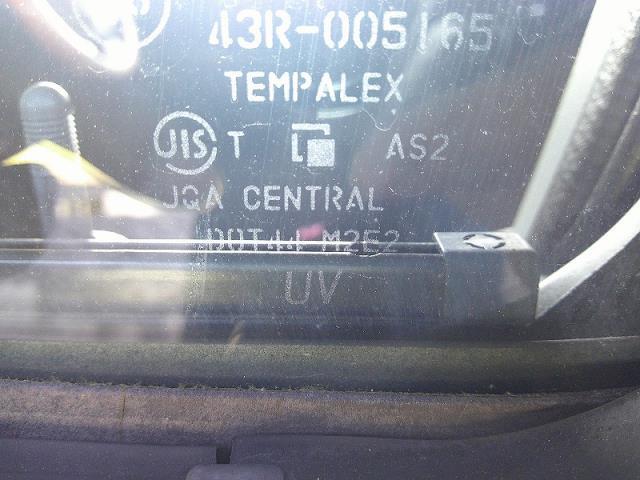 43R-005165
TEMPALEX
JIS T AS2
JQA CENTRAL
DOT44 M2E2
UV